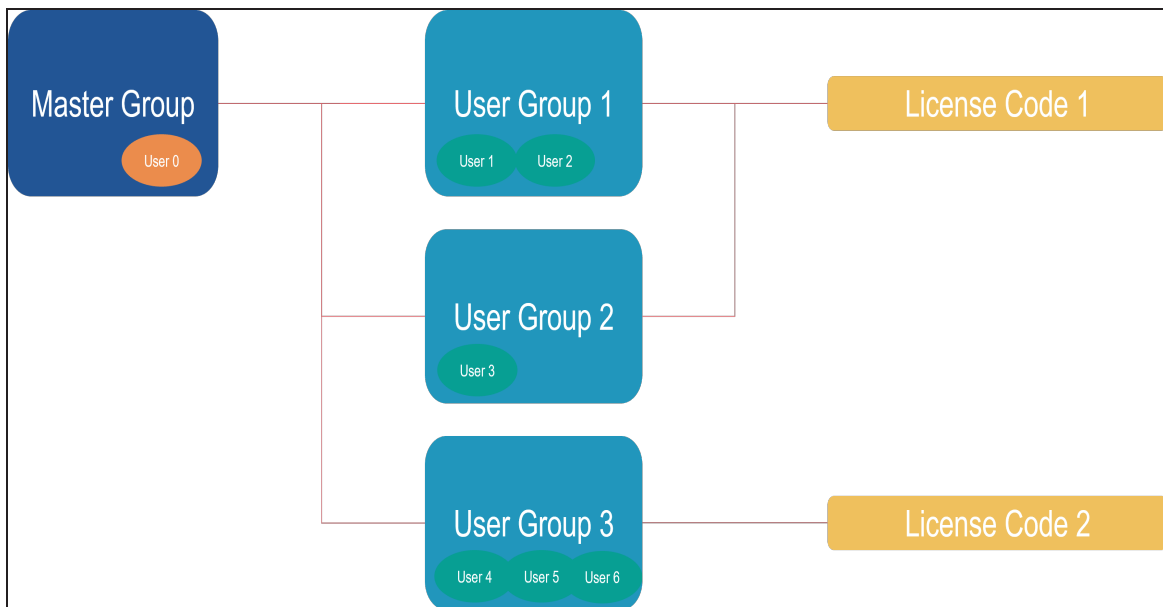 Master Group
User 0
User Group 1
User 1
User 2
License Code 1
User Group 2
User 3
User Group 3
User 4
User 5
User 6
License Code 2